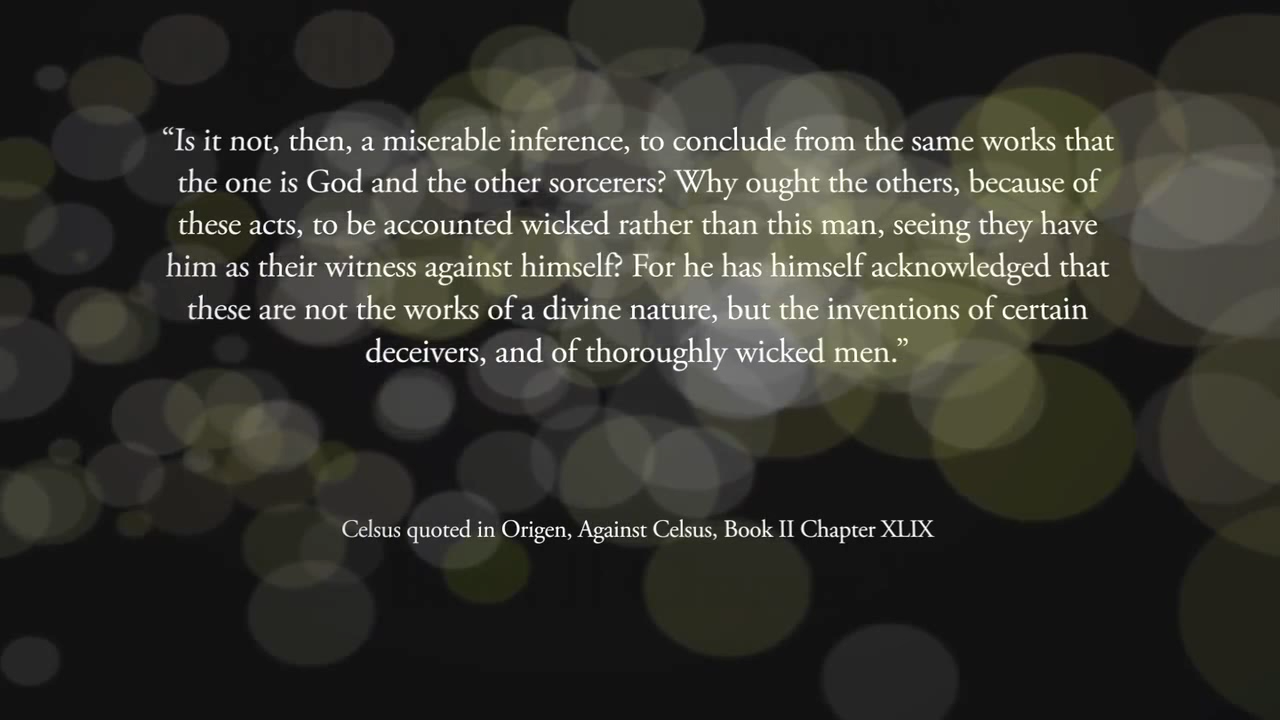 “Is it not, then, a miserable inference, to conclude from the same works that
the one is God and the other sorcerers? Why ought the others, because of
these acts, to be accounted wicked rather than this man, seeing they have
him as their witness against himself? For he has himself acknowledged that
these are not the works of a divine nature, but the inventions of certain
deceivers, and of thoroughly wicked men.”
Celsus quoted in Origen, Against Celsus, Book II Chapter XLIX